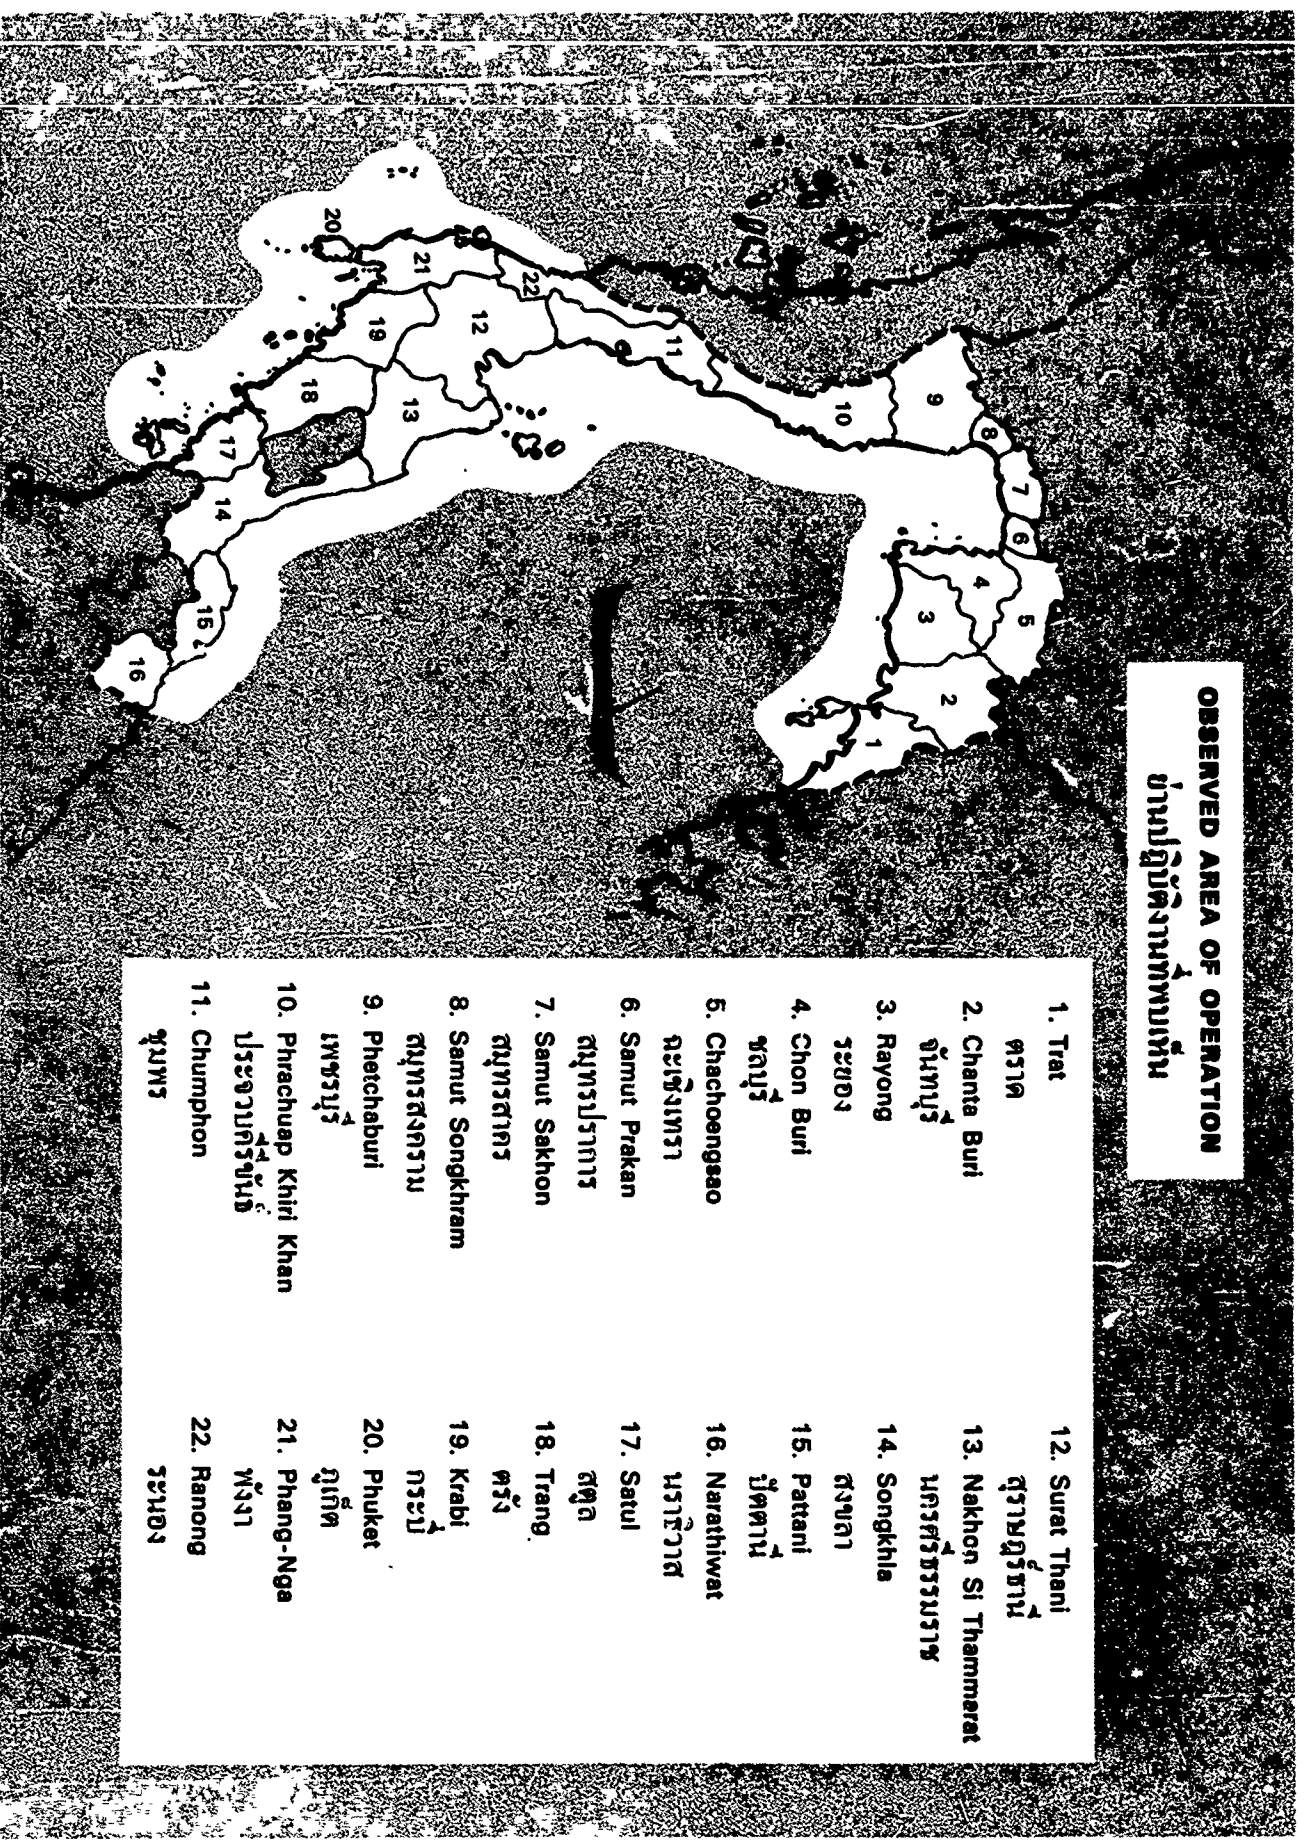 OBSERVED AREA OF OPERATION
ย่านปฏิบัติงานที่พบเห็น
1. Trat
ตราด
2. Chanta Buri
จันทบุรี
3. Rayong
ระยอง
4. Chon Buri
ชลบุรี
5. Chachoengsao
ฉะเชิงเทรา
6. Samut Prakan
สมุทรปราการ
7. Samut Sakhon
สมุทรสาคร
8. Samut Songkhram
สมุทรสงคราม
9. Phetchaburi
เพชรบุรี
10. Phrachuap Khiri Khan
ประจวบคีรีขันธ์
11. Chumphon
ชุมพร
12. Surat Thani
สุราษฎร์ธานี
13. Nakhon Si Thammarat
นครศรีธรรมราช
14. Songkhla
สงขลา
15. Pattani
ปัตตานี
16. Narathiwat
นราธิวาส
17. Satul
สตูล
18. Trang
ตรัง
19. Krabi
กระบี่
20. Phuket
ภูเก็ต
21. Phang-Nga
พังงา
22. Ranong
ระนอง
1
2
3
4
5
6
7
8
9
10
11
12
13
14
15
16
17
18
19
20
21
22